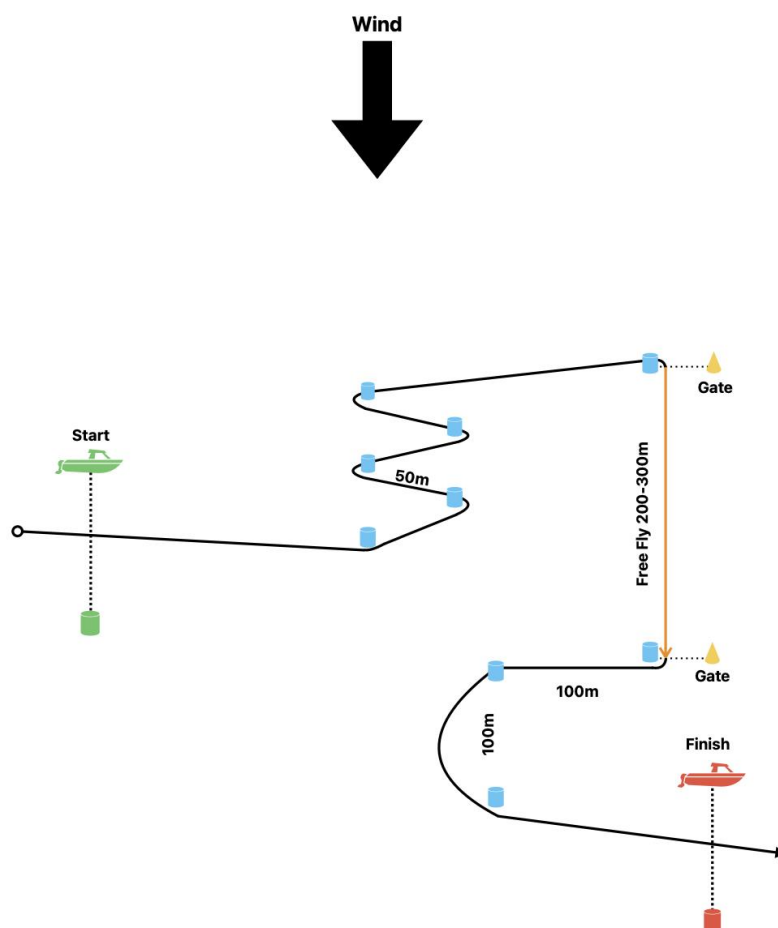 Wind
Gate
Start
50m
Free Fly 200-300m
Gate
100m
100m
Finish